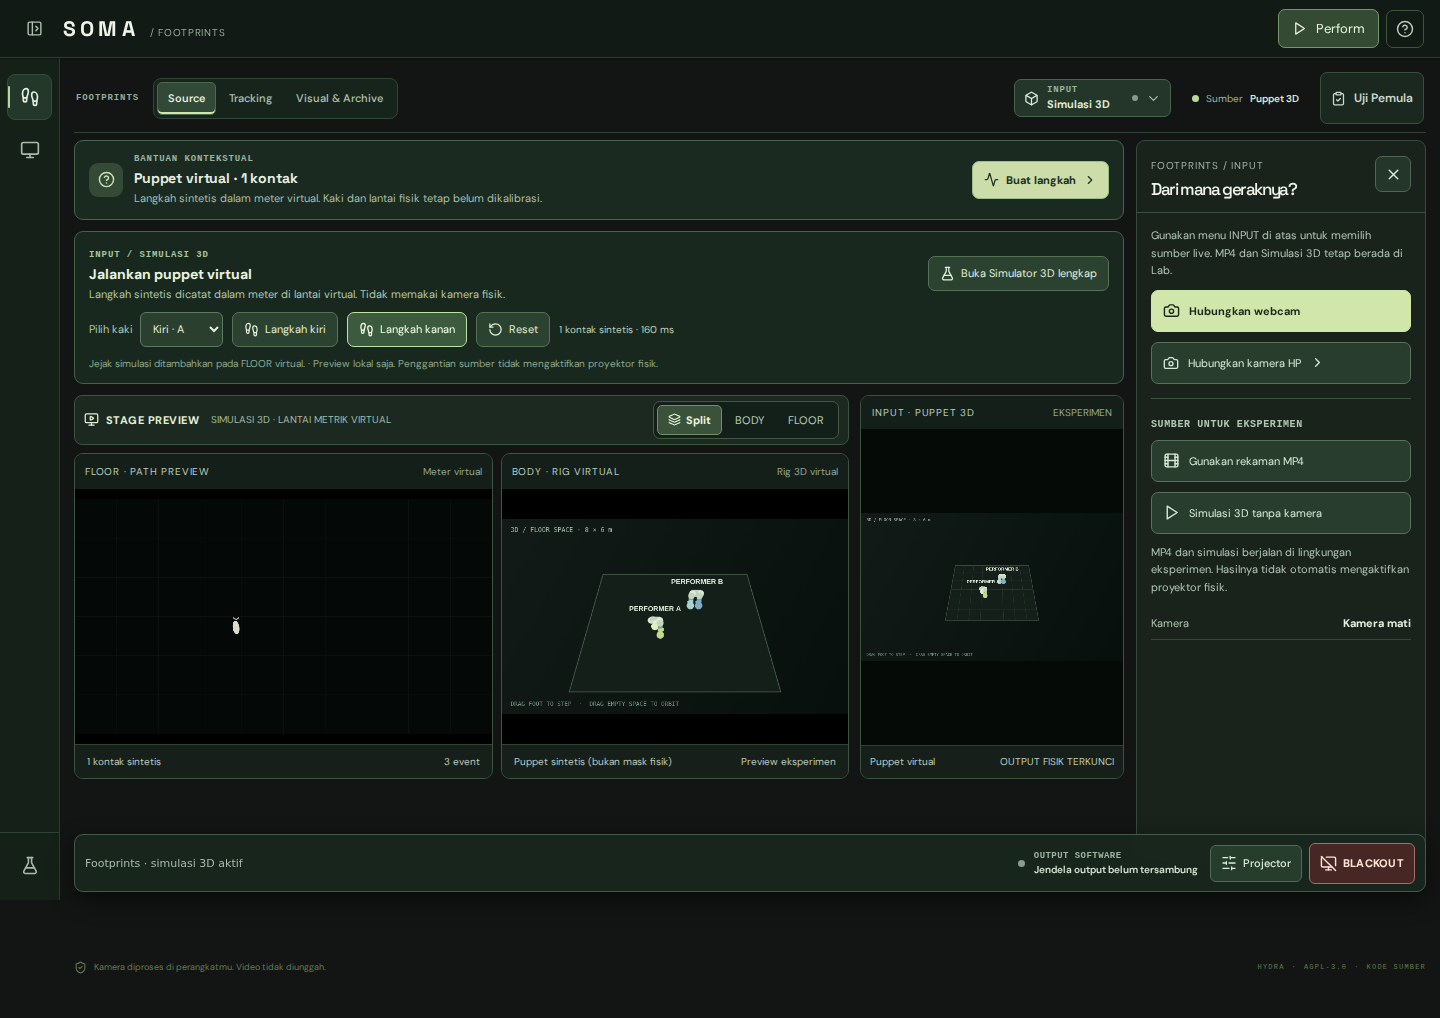 SOMA / FOOTPRINTS
Perform
FOOTPRINTS
Source
Tracking
Visual & Archive
INPUT
Simulasi 3D
Sumber Puppet 3D
Uji Pemula
BANTUAN KONTEKSTUAL
Puppet virtual · 1 kontak
Langkah sintetis dalam meter virtual. Kaki dan lantai fisik tetap belum dikalibrasi.
Buat langkah
INPUT / SIMULASI 3D
Jalankan puppet virtual
Langkah sintetis dicatat dalam meter di lantai virtual. Tidak memakai kamera fisik.
Buka Simulator 3D lengkap
Pilih kaki
Kiri · A
Langkah kiri
Langkah kanan
Reset
1 kontak sintetis · 160 ms
Jejak simulasi ditambahkan pada FLOOR virtual. · Preview lokal saja. Penggantian sumber tidak mengaktifkan proyektor fisik.
STAGE PREVIEW
SIMULASI 3D · LANTAI METRIK VIRTUAL
Split
BODY
FLOOR
FLOOR · PATH PREVIEW
Meter virtual
1 kontak sintetis
3 event
BODY · RIG VIRTUAL
Rig 3D virtual
3D / FLOOR SPACE - 8 × 6 m
PERFORMER B
PERFORMER A
DRAG FOOT TO STEP · DRAG EMPTY SPACE TO ORBIT
Puppet sintetis (bukan mask fisik)
Preview eksperimen
INPUT · PUPPET 3D
EKSPERIMEN
PERFORMER B
PERFORMER A
DRAG FOOT TO STEP · DRAG EMPTY SPACE TO ORBIT
Puppet virtual
OUTPUT FISIK TERKUNCI
FOOTPRINTS / INPUT
Dari mana geraknya?
Gunakan menu INPUT di atas untuk memilih
sumber live. MP4 dan Simulasi 3D tetap berada di
Lab.
Hubungkan webcam
Hubungkan kamera HP
SUMBER UNTUK EKSPERIMEN
Gunakan rekaman MP4
Simulasi 3D tanpa kamera
MP4 dan simulasi berjalan di lingkungan
eksperimen. Hasilnya tidak otomatis mengaktifkan
proyektor fisik.
Kamera
Kamera mati
Footprints · simulasi 3D aktif
OUTPUT SOFTWARE
Jendela output belum tersambung
Projector
BLACKOUT
Kamera diproses di perangkatmu. Video tidak diunggah.
HYDRA · AGPL-3.0 · KODE SUMBER